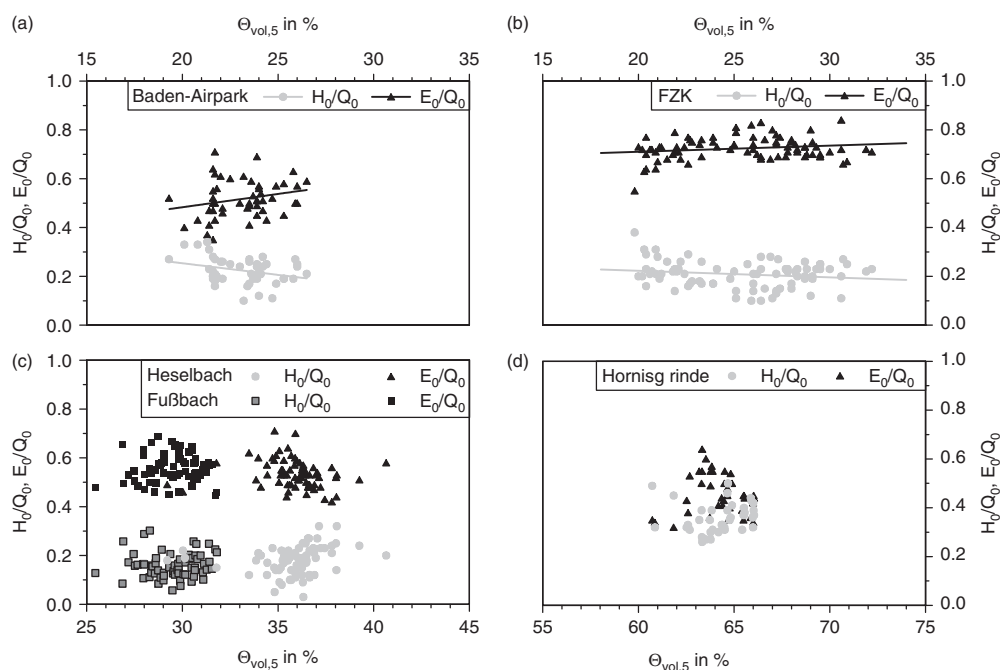 (a) Θvol,5 in % (b) Θvol,5 in %
15 20 25 30 35 15 20 25 30 35
1.0 1.0
Baden-Airpark H0/Q0 E0/Q0 FZK H0/Q0 E0/Q0
0.8 0.8
0.6 0.6
H0/Q0, E0/Q0 H0/Q0, E0/Q0
0.4 0.4
0.2 0.2
0.0 0.0
(c) (d)
1.0 1.0
Heselbach H0/Q0 E0/Q0 Hornisg rinde H0/Q0 E0/Q0
Fußbach H0/Q0 E0/Q0
0.8 0.8
0.6 0.6
H0/Q0, E0/Q0 H0/Q0, E0/Q0
0.4 0.4
0.2 0.2
0.0 0.0
25 30 35 40 45 55 60 65 70 75
Θvol,5 in % Θvol,5 in %